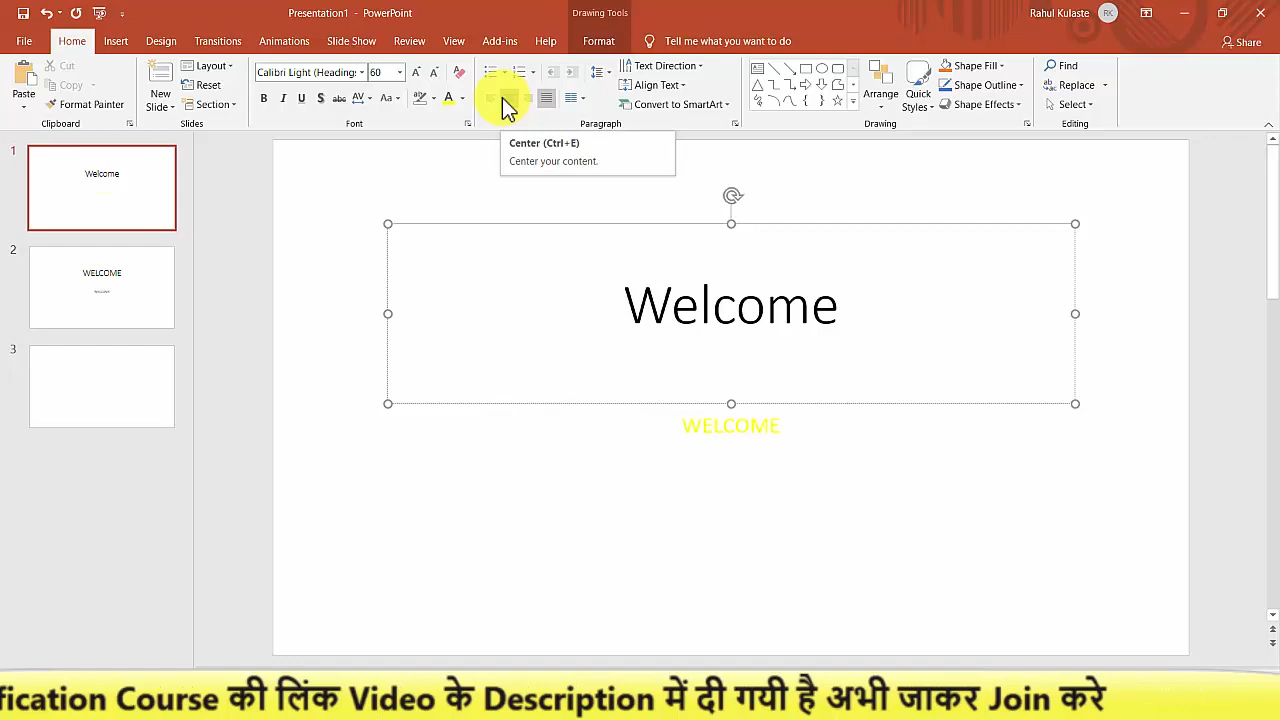 Presentation1 - PowerPoint
Drawing Tools
Rahul Kulaste
RK
File
Home
Insert
Design
Transitions
Animations
Slide Show
Review
View
Add-ins
Help
Format
Tell me what you want to do
Share
Paste
Cut
Copy
Format Painter
Clipboard
New
Slide
Layout
Reset
Section
Slides
Calibri Light (Heading:
60
B I U S abc AV Aa A
Font
Text Direction
Align Text
Convert to SmartArt
Paragraph
Arrange
Quick
Styles
Shape Fill
Shape Outline
Shape Effects
Drawing
Find
Replace
Select
Editing
Center (Ctrl+E)
Center your content.
1
Welcome
2
WELCOME
3
Welcome
WELCOME
fication Course की लिंक Video के Description में दी गयी है अभी जाकर Join करे